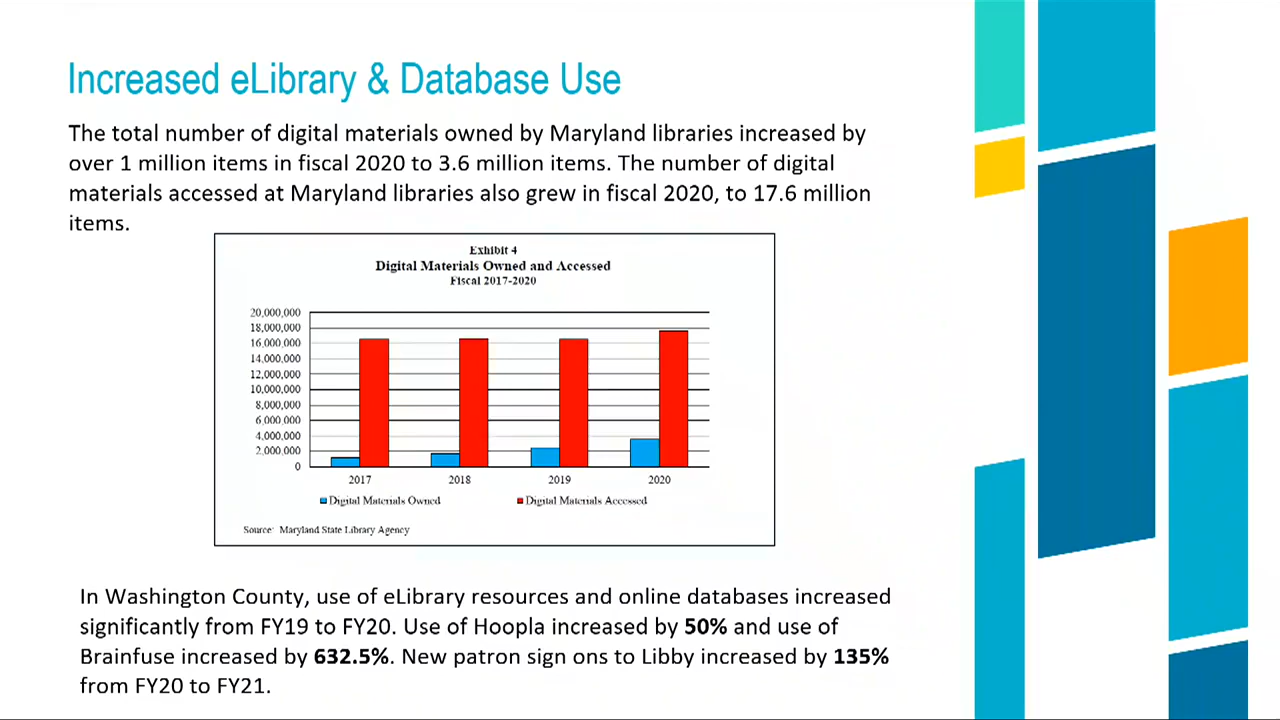 Increased eLibrary & Database Use
The total number of digital materials owned by Maryland libraries increased by
over 1 million items in fiscal 2020 to 3.6 million items. The number of digital
materials accessed at Maryland libraries also grew in fiscal 2020, to 17.6 million
items.
Exhibit 4
Digital Materials Owned and Accessed
Fiscal 2017-2020
20,000,000
18,000,000
16,000,000
14,000,000
12,000,000
10,000,000
8,000,000
6,000,000
4,000,000
2,000,000
0
2017 2018 2019 2020
Digital Materials Owned Digital Materials Accessed
Source: Maryland State Library Agency
In Washington County, use of eLibrary resources and online databases increased
significantly from FY19 to FY20. Use of Hoopla increased by 50% and use of
Brainfuse increased by 632.5%. New patron sign ons to Libby increased by 135%
from FY20 to FY21.